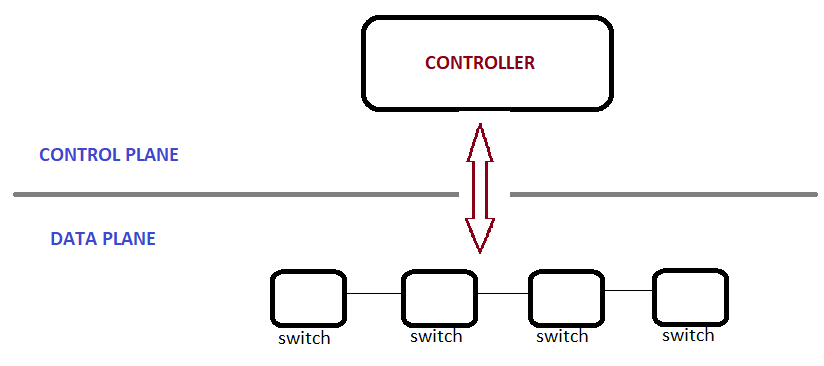 CONTROLLER
CONTROL PLANE
DATA PLANE
switch
switch
switch
switch